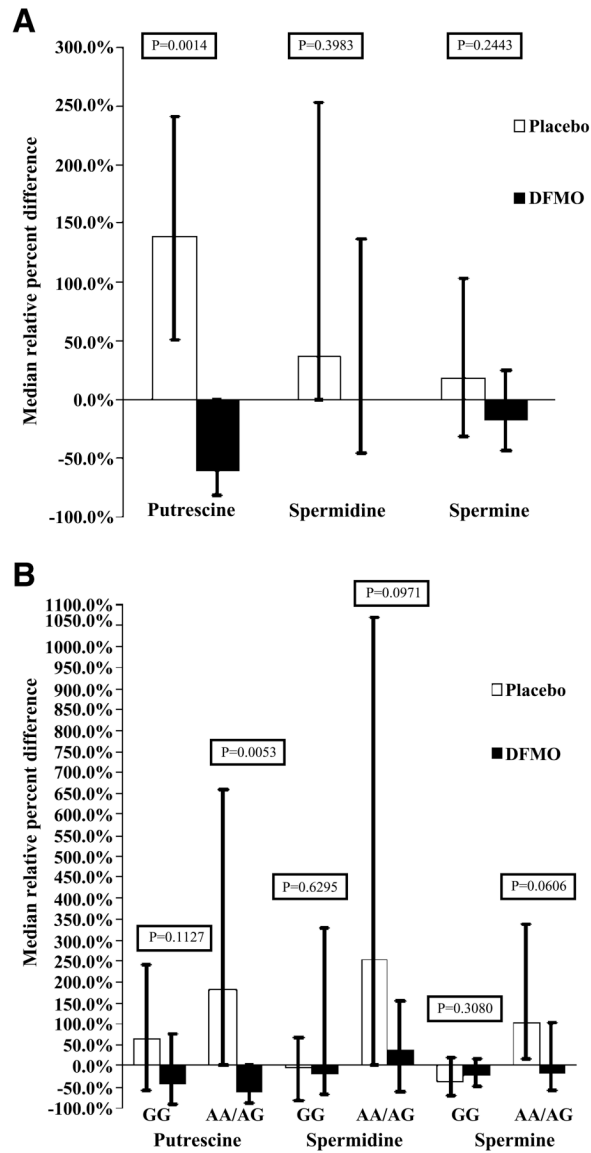 A
P=0.0014 P=0.3983 P=0.2443
Median relative percent difference
300.0%
250.0%
200.0%
150.0%
100.0%
50.0%
0.0%
-50.0%
-100.0%
Placebo
DFMO
Putrescine Spermidine Spermine
B
Median relative percent difference
1100.0%
1050.0%
950.0%
900.0%
850.0%
800.0%
750.0%
700.0%
650.0%
600.0%
550.0%
500.0%
450.0%
400.0%
350.0%
300.0%
250.0%
200.0%
150.0%
100.0%
50.0%
0.0%
-50.0%
-100.0%
P=0.1127
P=0.0053
P=0.6295
P=0.0971
P=0.3080
P=0.0606
Placebo
DFMO
GG AA/AG GG AA/AG GG AA/AG
Putrescine Spermidine Spermine